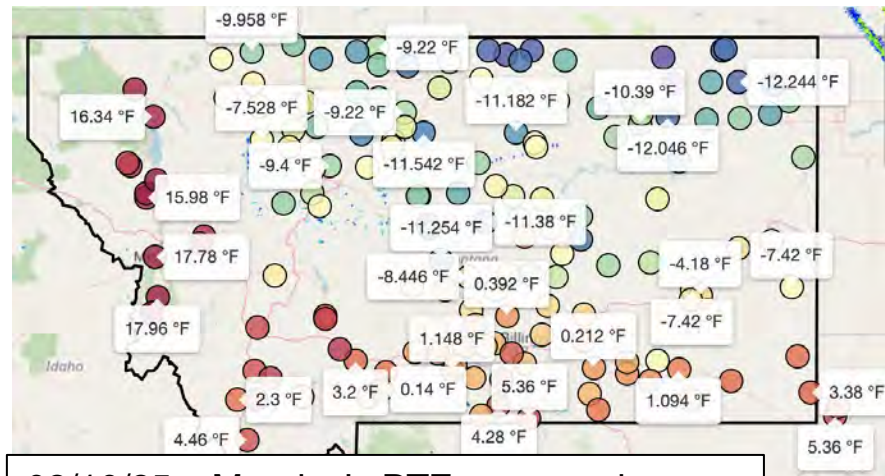 -9.958 °F
-9.22 °F
-12.244 °F
-10.39 °F
-11.182 °F
-7.528 °F
-9.22 °F
16.34 °F
-12.046 °F
-9.4 °F
-11.542 °F
15.98 °F
-11.254 °F
-11.38 °F
17.78 °F
-7.42 °F
-4.18 °F
-8.446 °F
0.392 °F
17.96 °F
-7.42 °F
1.148 °F
0.212 °F
Idaho
3.2 °F
0.14 °F
5.36 °F
2.3 °F
1.094 °F
3.38 °F
4.46 °F
4.28 °F
5.36 °F